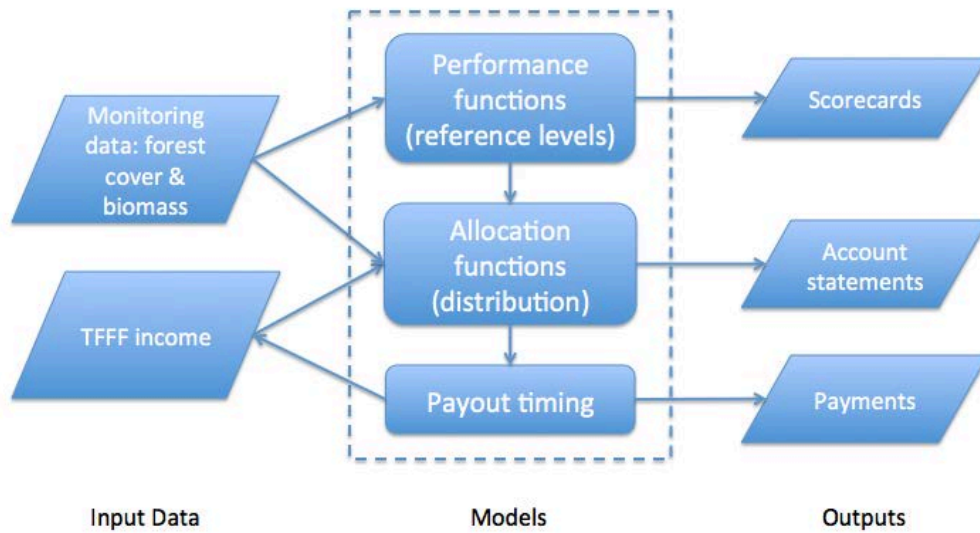 Monitoring
data: forest
cover &
biomass
TFFF income
Performance
functions
(reference levels)
Allocation
functions
(distribution)
Payout timing
Scorecards
Account
statements
Payments
Input Data
Models
Outputs